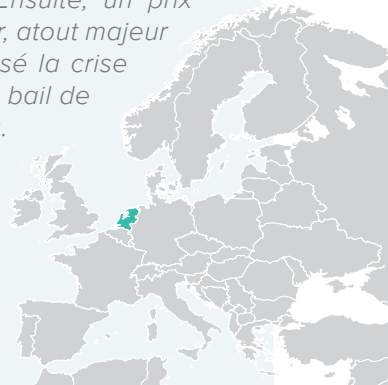 Ensuite, un prix
, atout majeur
sé la crise
bail de
.